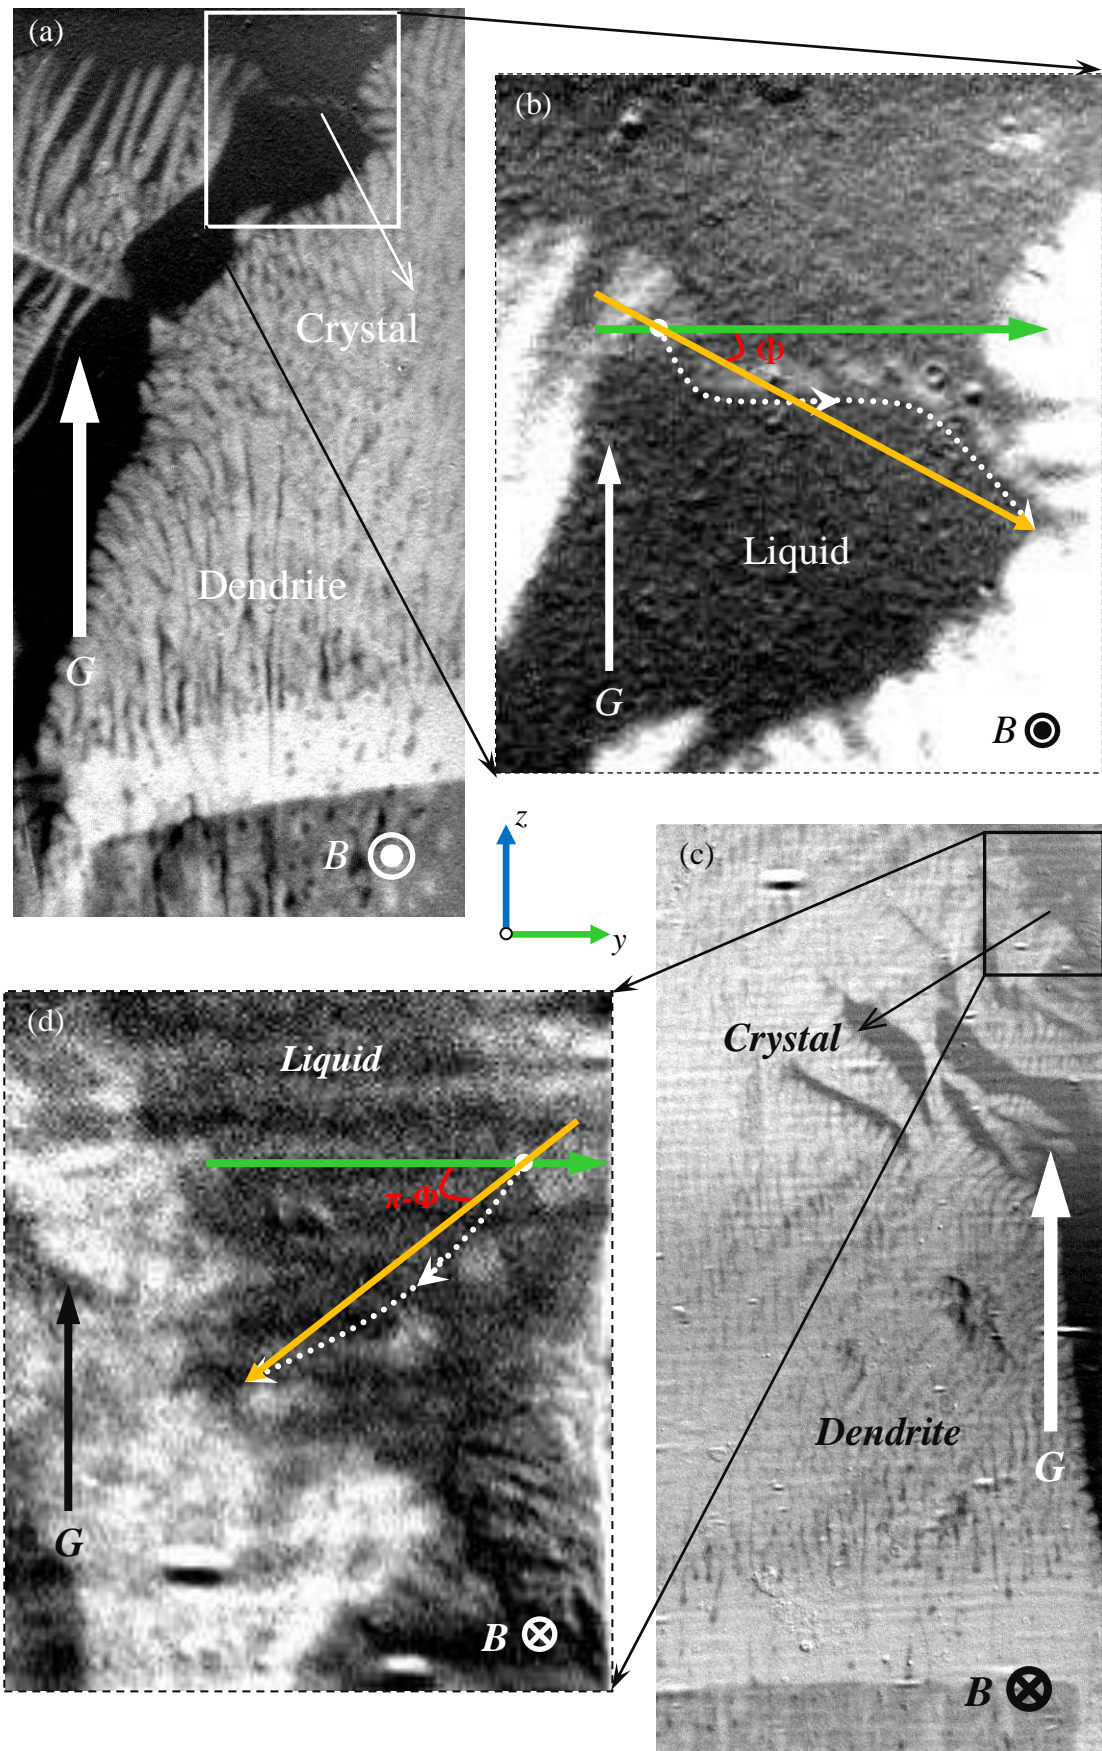 (a)
Crystal
Dendrite
G
B
(b)
Φ
Liquid
G
B
z
y
(c)
Crystal
Dendrite
G
B
(d)
Liquid
π-Φ
G
B